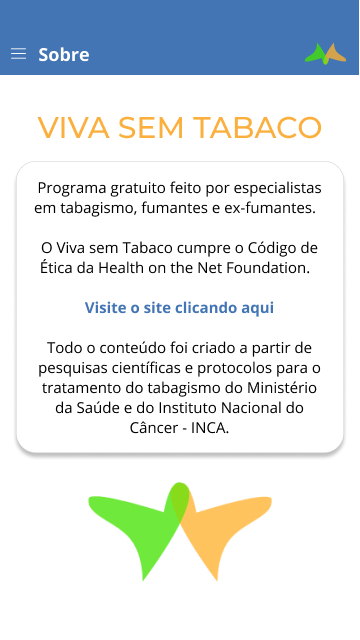 Sobre
VIVA SEM TABACO
Programa gratuito feito por especialistas
em tabagismo, fumantes e ex-fumantes.
O Viva sem Tabaco cumpre o Código de
Ética da Health on the Net Foundation.
Visite o site clicando aqui
Todo o conteúdo foi criado a partir de
pesquisas científicas e protocolos para o
tratamento do tabagismo do Ministério
da Saúde e do Instituto Nacional do
Câncer - INCA.